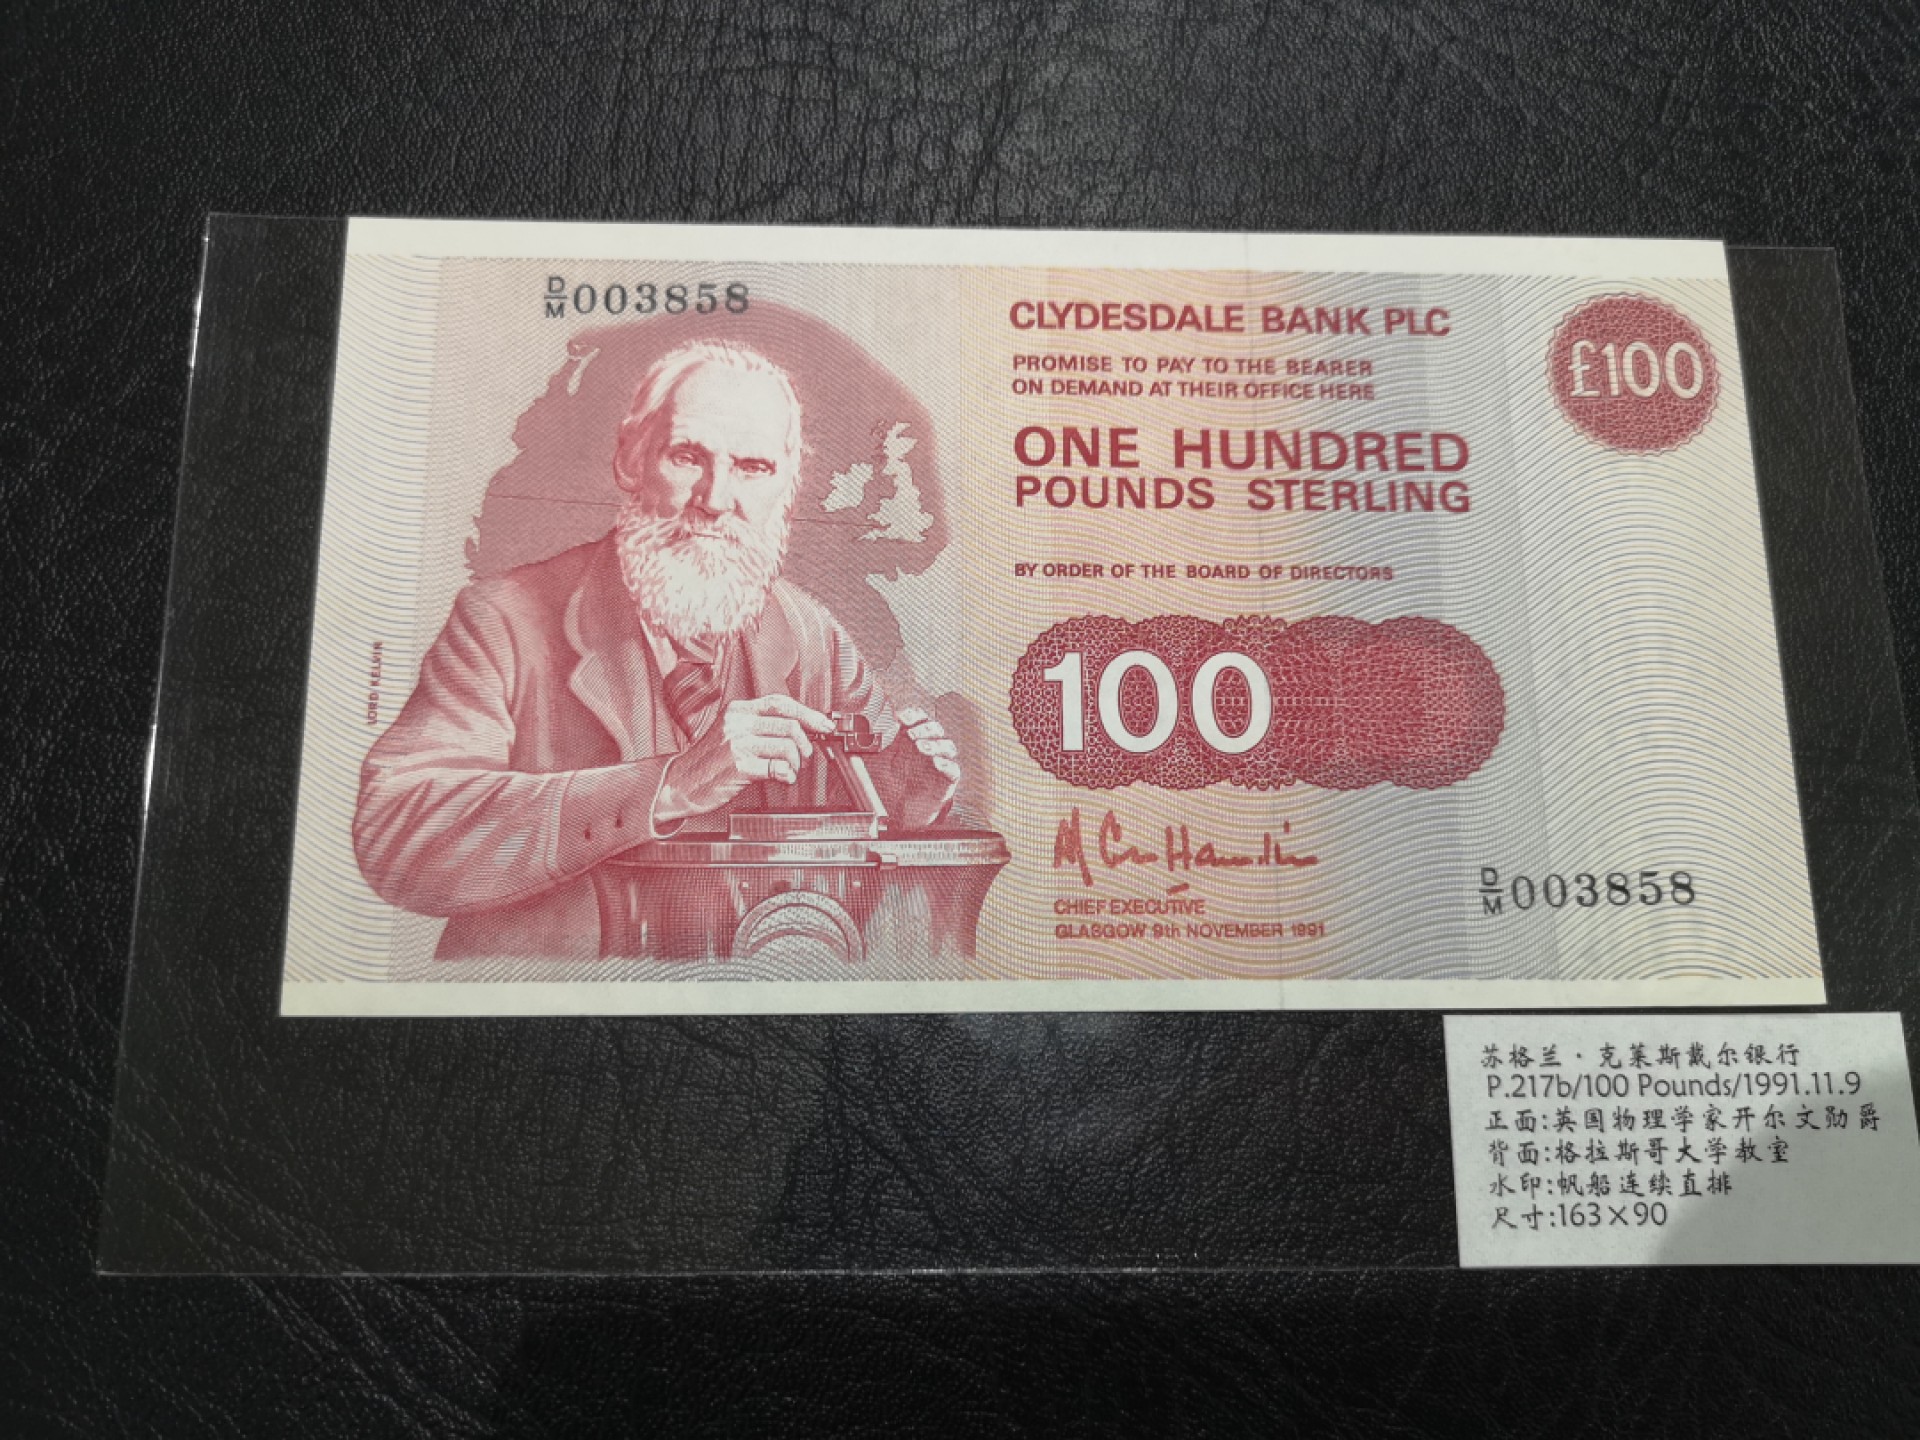 D/M 003858
CLYDESDALE BANK PLC
£100
PROMISE TO PAY TO THE BEARER
ON DEMAND AT THEIR OFFICE HERE
ONE HUNDRED
POUNDS STERLING
BY ORDER OF THE BOARD OF DIRECTORS
LORD KELVIN
100
CHIEF EXECUTIVE
GLASGOW 9th NOVEMBER 1991
D/M 003858
苏格兰·克莱斯戴尔银行
P.217b/100 Pounds/1991.11.9
正面:英国物理学家开尔文勋爵
背面:格拉斯哥大学教室
水印:帆船连续直排
尺寸:163×90